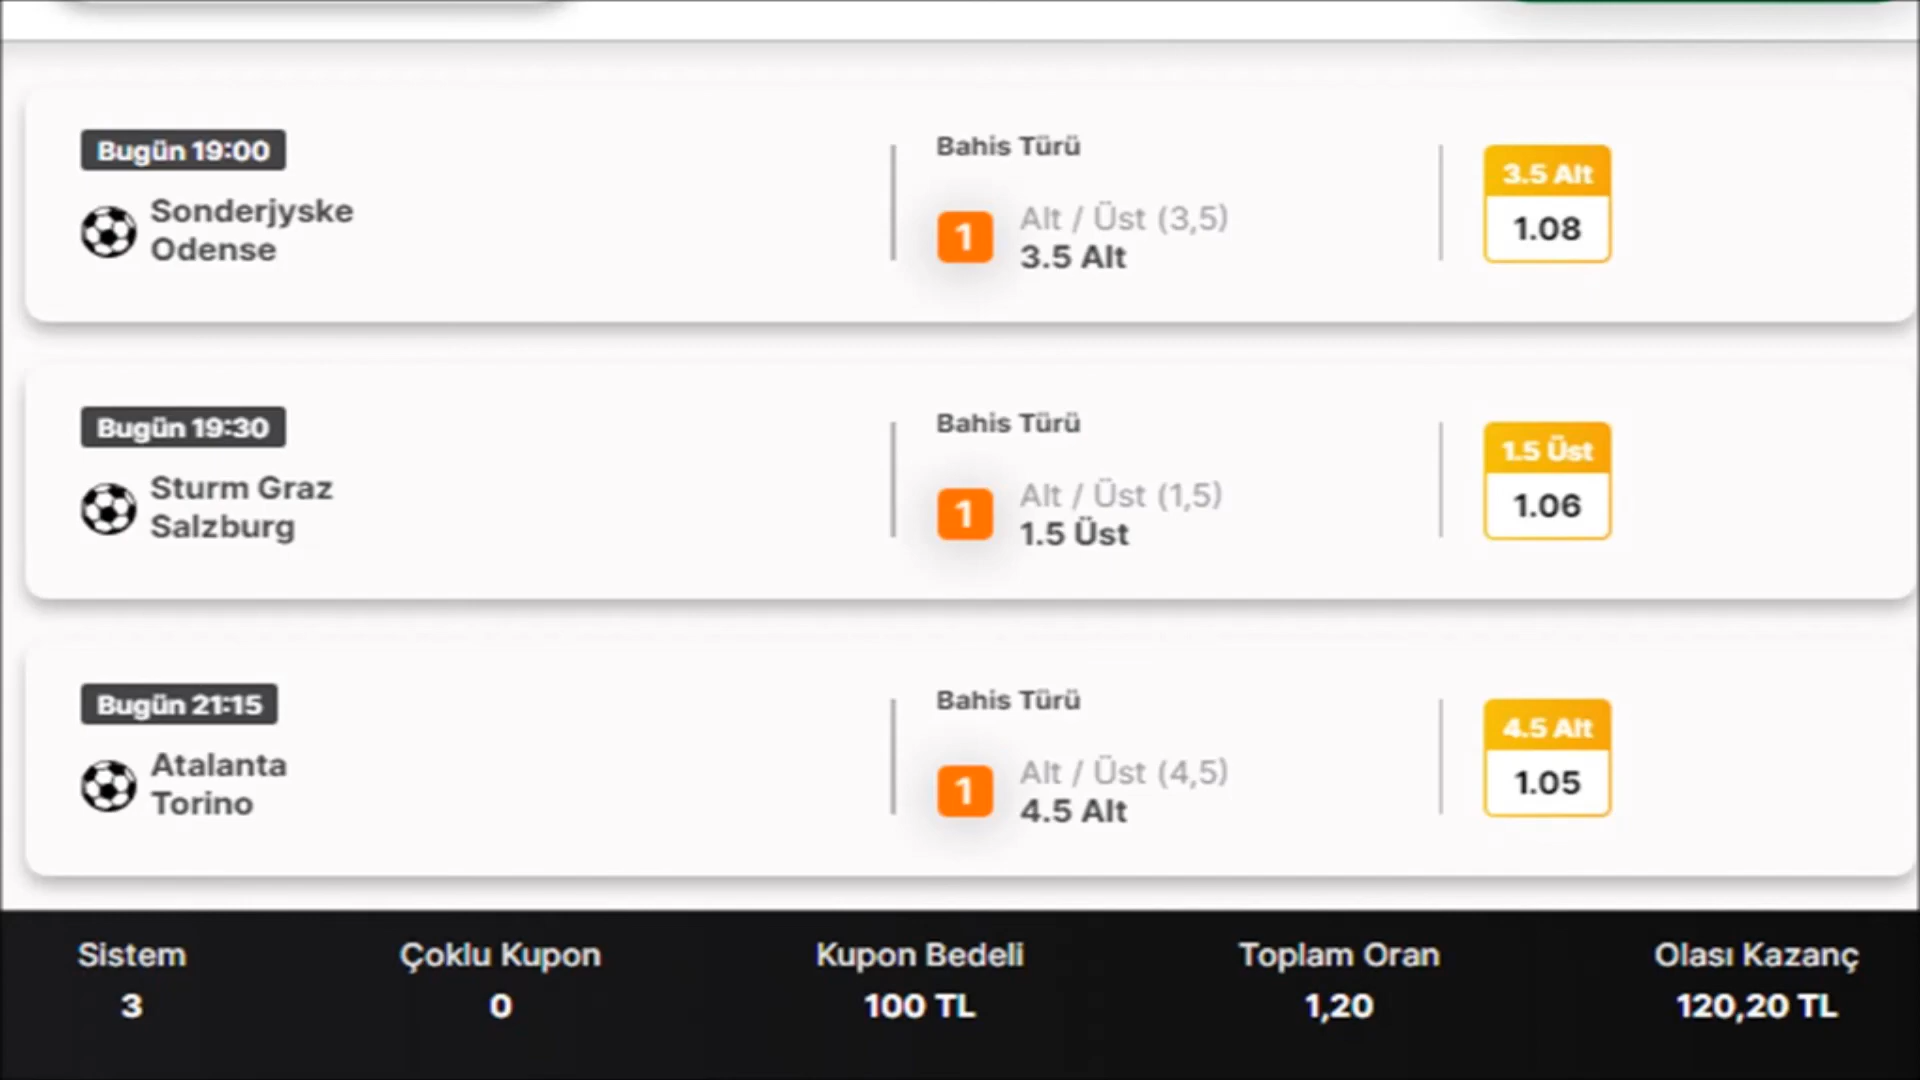 Bugün 19:00
Sonderjyske
Odense
Bahis Türü
1
Alt / Üst (3,5)
3.5 Alt
3.5 Alt
1.08
Bugün 19:30
Sturm Graz
Salzburg
Bahis Türü
1
Alt / Üst (1,5)
1.5 Üst
1.5 Üst
1.06
Bugün 21:15
Atalanta
Torino
Bahis Türü
1
Alt / Üst (4,5)
4.5 Alt
4.5 Alt
1.05
Sistem
3
Çoklu Kupon
0
Kupon Bedeli
100 TL
Toplam Oran
1,20
Olası Kazanç
120,20 TL